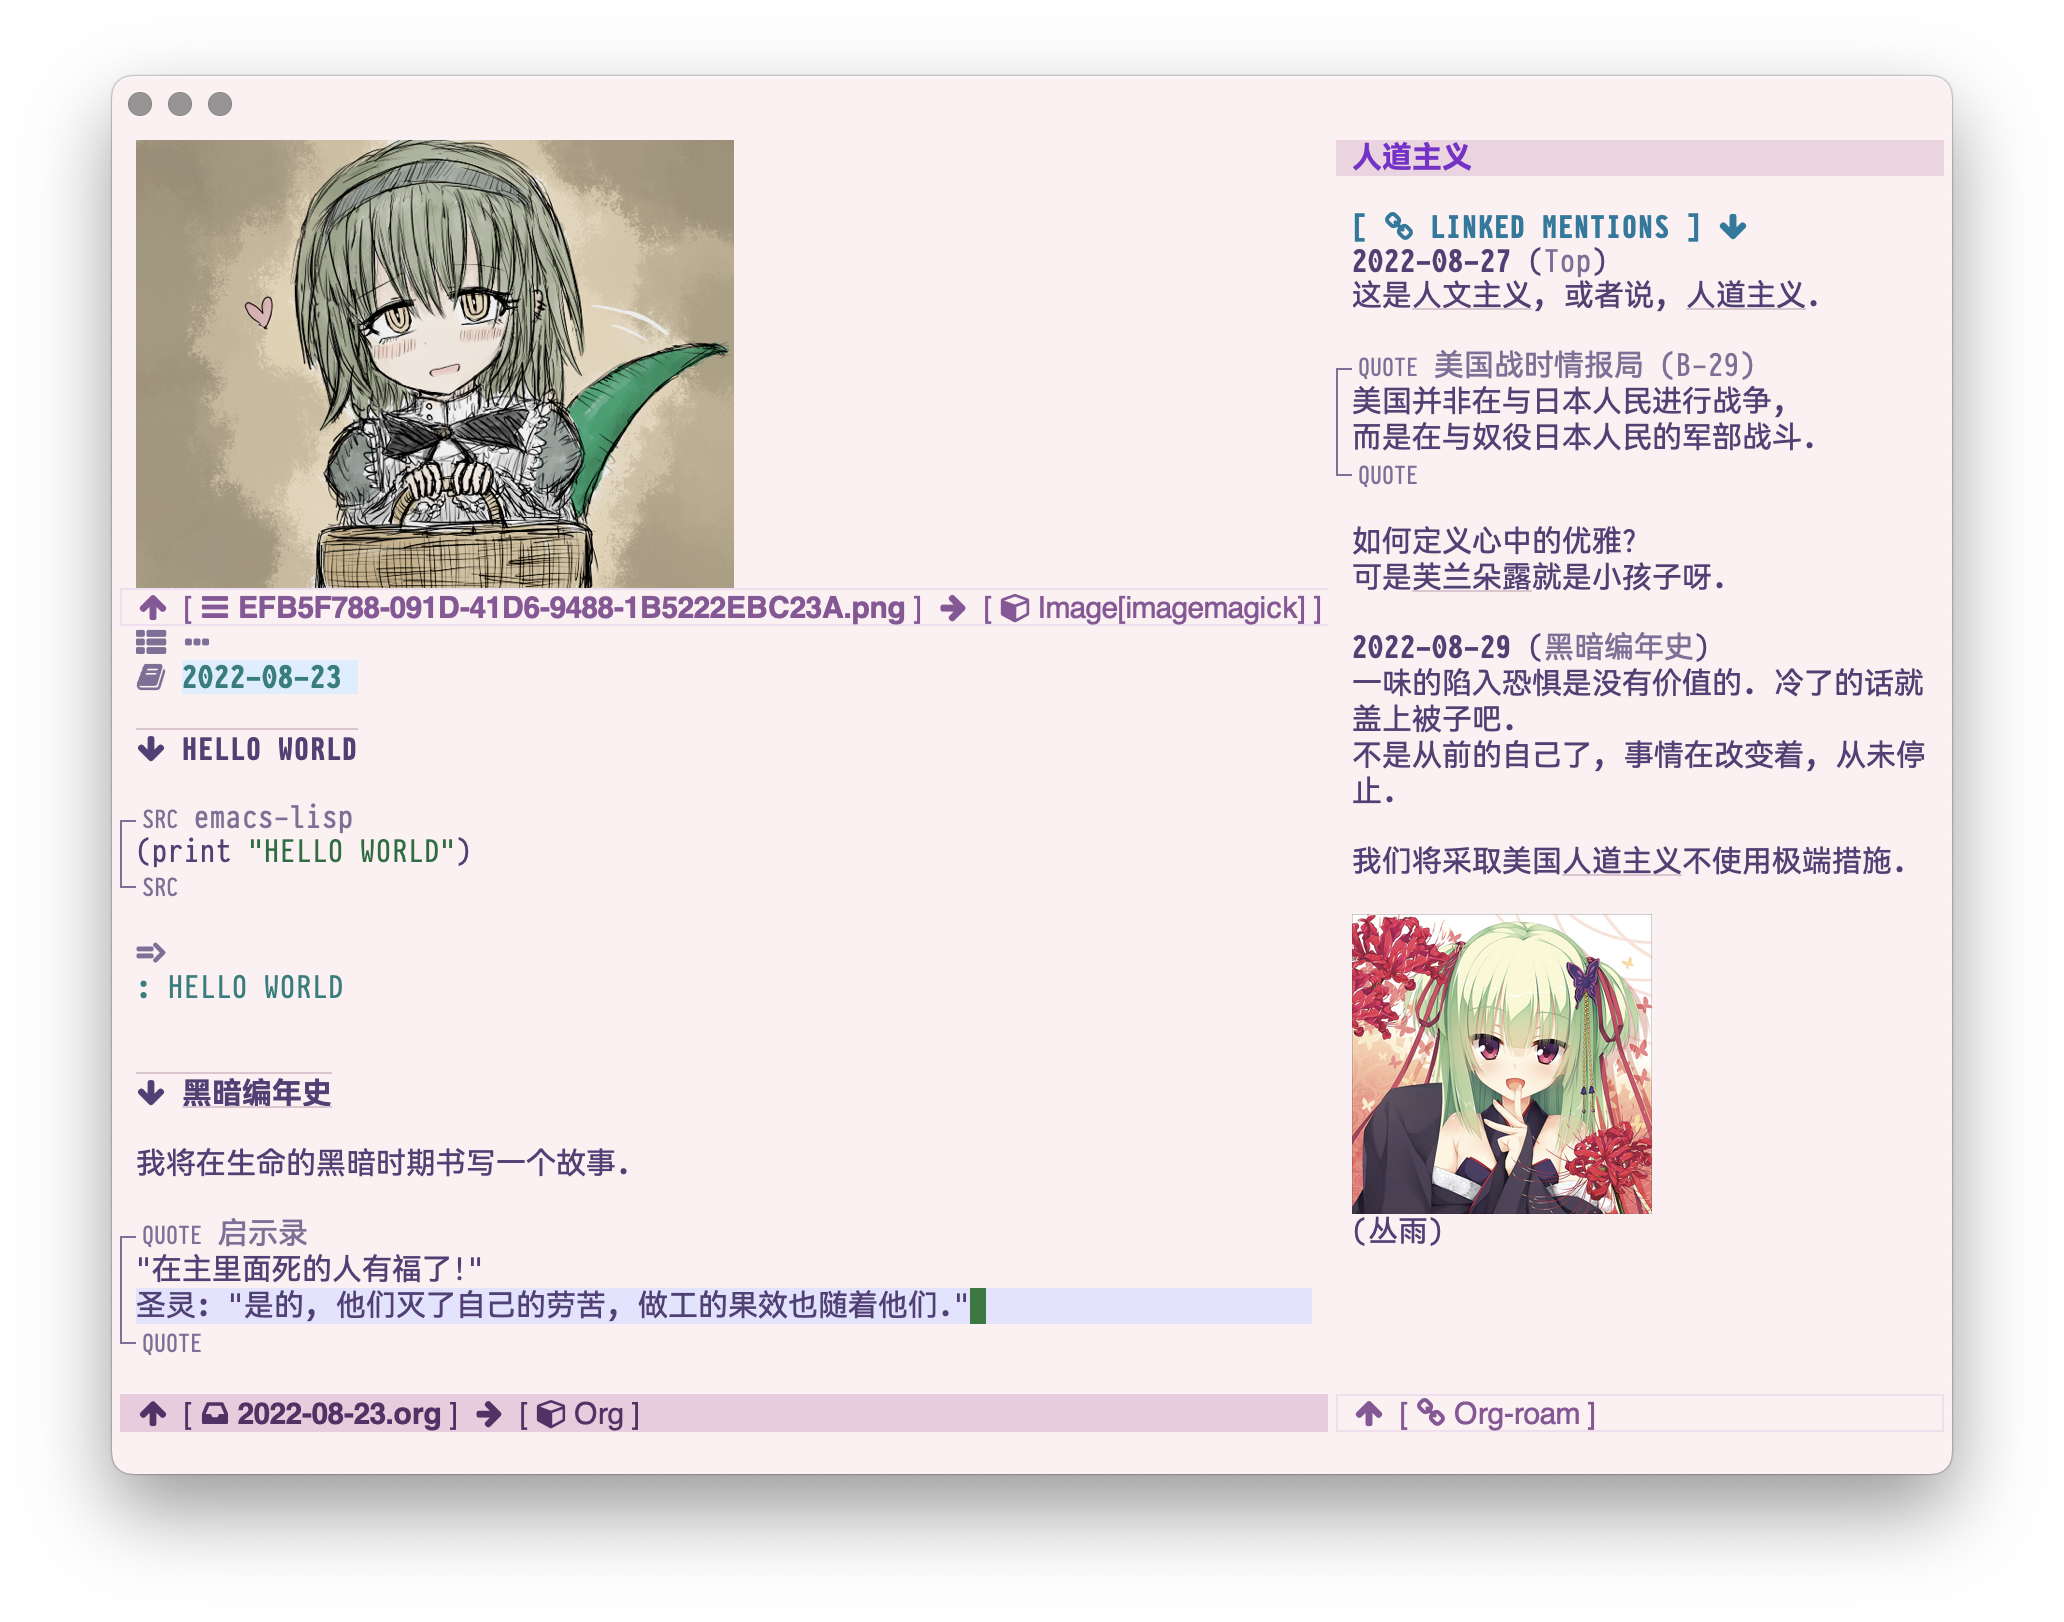 [ EFB5F788-091D-41D6-9488-1B5222EBC23A.png ] [ Image[imagemagick] ]
...
2022-08-23
HELLO WORLD
SRC emacs-lisp
(print "HELLO WORLD")
SRC
: HELLO WORLD
黑暗编年史
我将在生命的黑暗时期书写一个故事.
QUOTE 启示录
"在主里面死的人有福了!"
圣灵: "是的, 他们灭了自己的劳苦, 做工的果效也随着他们."
QUOTE
[ 2022-08-23.org ] [ Org ]
人道主义
[ LINKED MENTIONS ]
2022-08-27 (Top)
这是人文主义, 或者说, 人道主义.
QUOTE 美国战时情报局 (B-29)
美国并非在与日本人民进行战争,
而是在与奴役日本人民的军部战斗.
QUOTE
如何定义心中的优雅?
可是芙兰朵露就是小孩子呀.
2022-08-29 (黑暗编年史)
一味的陷入恐惧是没有价值的. 冷了的话就
盖上被子吧.
不是从前的自己了, 事情在改变着, 从未停
止.
我们将采取美国人道主义不使用极端措施.
(丛雨)
[ Org-roam ]